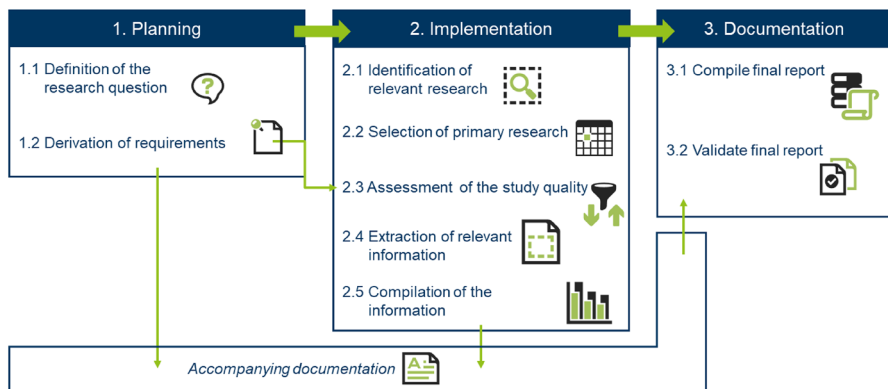 1. Planning
1.1 Definition of the
research question
1.2 Derivation of requirements
2. Implementation
2.1 Identification of
relevant research
2.2 Selection of primary research
2.3 Assessment of the study quality
2.4 Extraction of relevant
information
2.5 Compilation of the
information
3. Documentation
3.1 Compile final report
3.2 Validate final report
Accompanying documentation
A